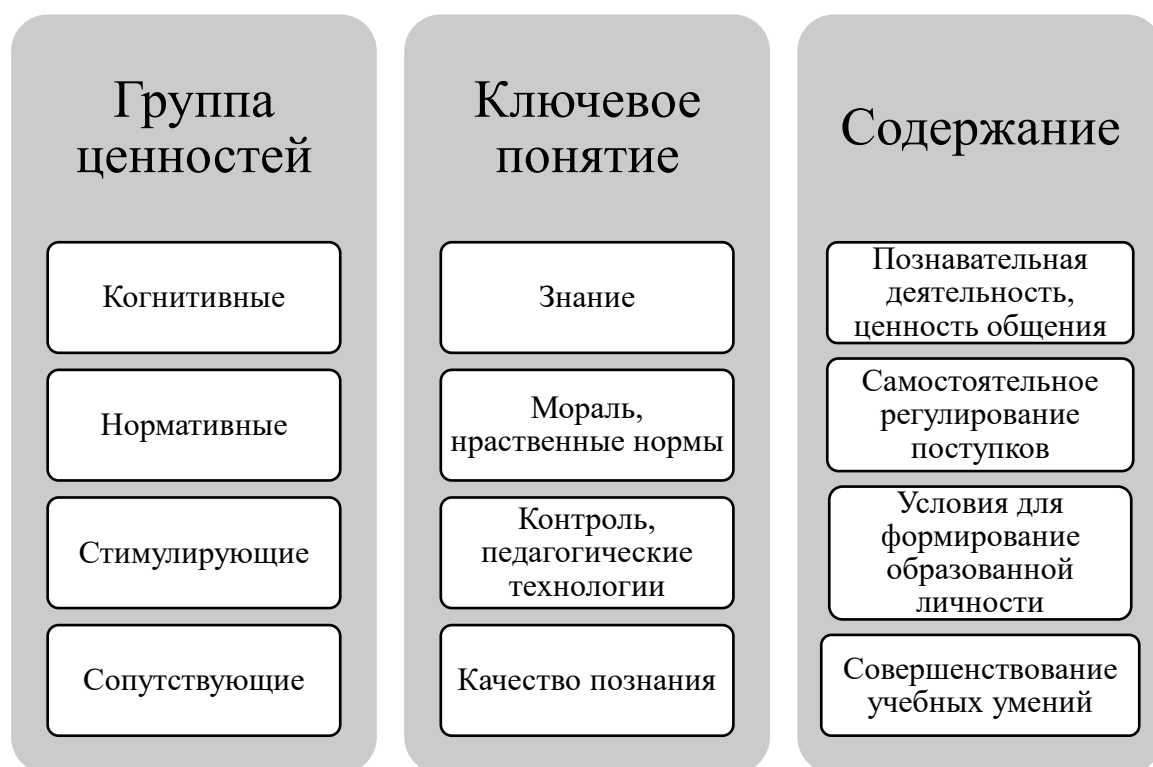 Группа
ценностей
Ключевое
понятие
Содержание
Когнитивные
Знание
Познавательная
деятельность,
ценность общения
Нормативные
Мораль,
нраственные нормы
Самостоятельное
регулирование
поступков
Стимулирующие
Контроль,
педагогические
технологии
Условия для
формирование
образованной
личности
Сопутствующие
Качество познания
Совершенствование
учебных умений